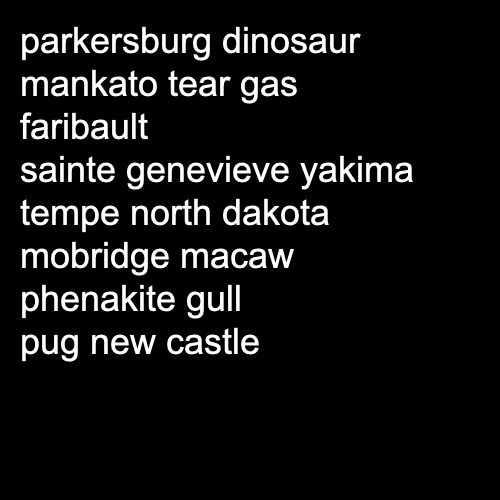 parkersburg dinosaur
mankato tear gas
faribault
sainte genevieve yakima
tempe north dakota
mobridge macaw
phenakite gull
pug new castle